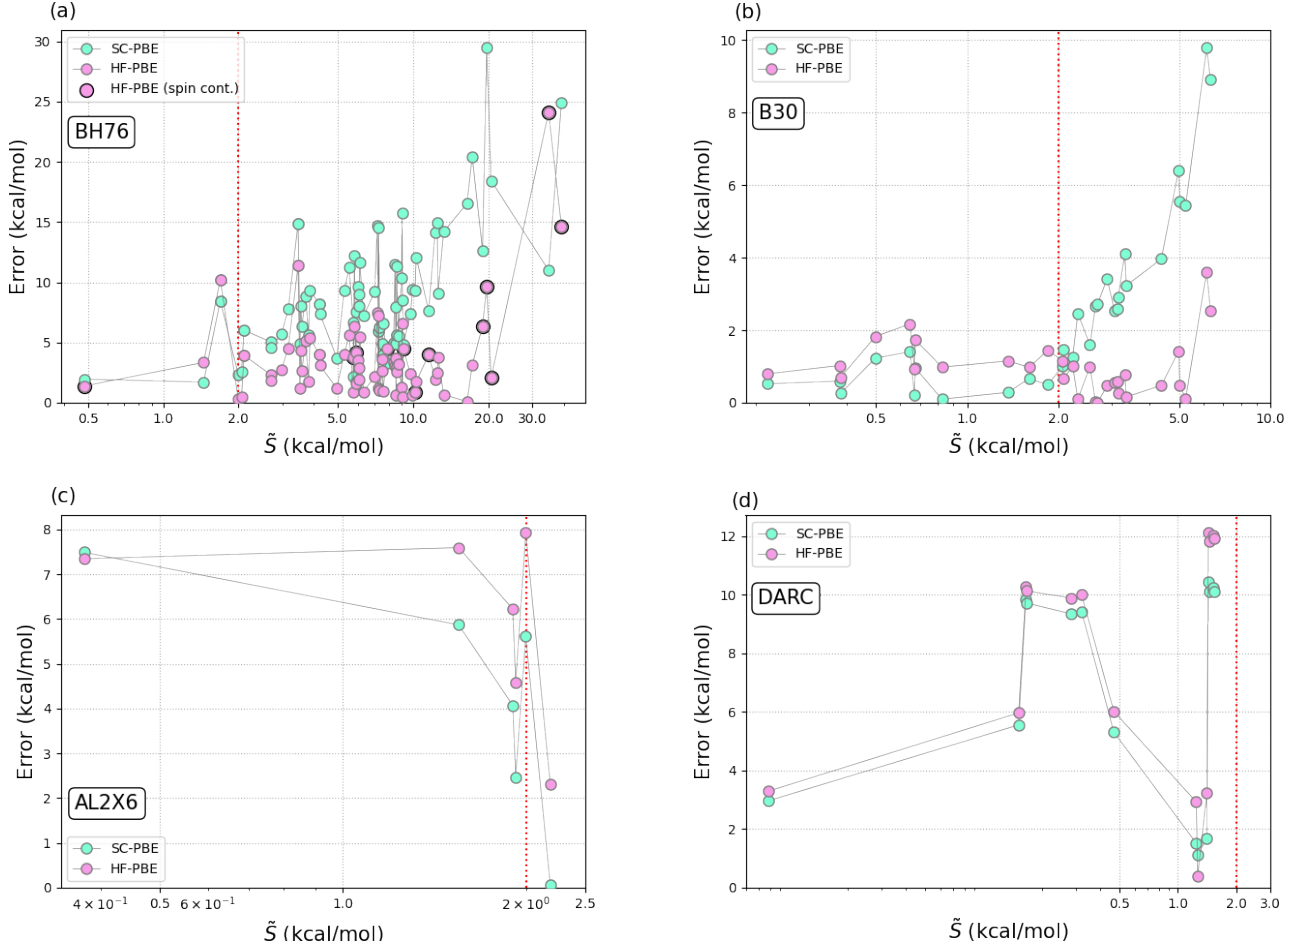 (a)
30
25
20
15
10
5
0
Error (kcal/mol)
SC-PBE
HF-PBE
HF-PBE (spin cont.)
BH76
0.5
1.0
2.0
5.0
10.0
20.0
30.0
S̃ (kcal/mol)
(b)
10
8
6
4
2
0
Error (kcal/mol)
SC-PBE
HF-PBE
B30
0.5
1.0
2.0
5.0
10.0
S̃ (kcal/mol)
(c)
8
7
6
5
4
3
2
1
0
Error (kcal/mol)
AL2X6
SC-PBE
HF-PBE
4 × 10⁻¹
0.5
6 × 10⁻¹
1.0
2 × 10⁰
2.5
S̃ (kcal/mol)
(d)
12
10
8
6
4
2
0
Error (kcal/mol)
SC-PBE
HF-PBE
DARC
0.5
1.0
2.0
3.0
S̃ (kcal/mol)